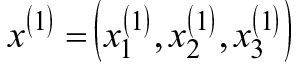 x^(1) = (x_1^(1), x_2^(1), x_3^(1))